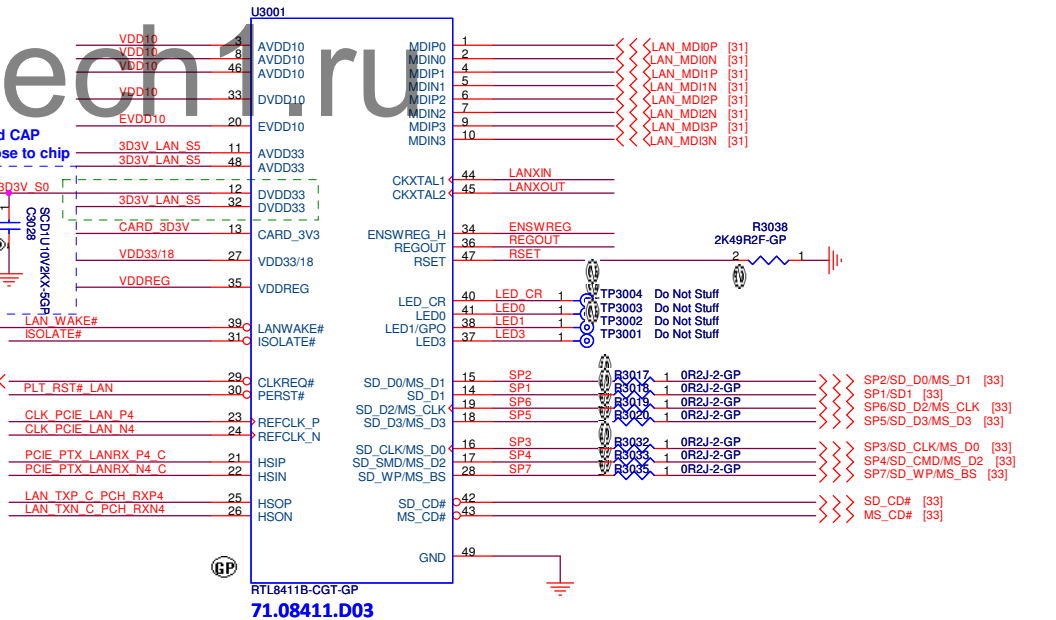 U3001
ech1.ru
VDD10 3 AVDD10 MDIP0 1 LAN_MDI0P [31]
VDD10 8 AVDD10 MDIN0 2 LAN_MDI0N [31]
VDD10 46 AVDD10 MDIP1 4 LAN_MDI1P [31]
MDIN1 5 LAN_MDI1N [31]
VDD10 33 DVDD10 MDIP2 6 LAN_MDI2P [31]
MDIN2 7 LAN_MDI2N [31]
EVDD10 20 EVDD10 MDIP3 9 LAN_MDI3P [31]
MDIN3 10 LAN_MDI3N [31]
d CAP
ose to chip
3D3V_LAN_S5 11 AVDD33
3D3V_LAN_S5 48 AVDD33
CKXTAL1 44 LANXIN
3D3V_S0 12 DVDD33 CKXTAL2 45 LANXOUT
3D3V_LAN_S5 32 DVDD33
1
SCD1U10V2KX-5GP
C3028
CARD_3D3V 13 CARD_3V3 ENSWREG_H 34 ENSWREG
REGOUT 36 REGOUT
R3038
2K49R2F-GP
VDD33/18 27 VDD33/18 RSET 47 RSET 2 1
VDDREG 35 VDDREG
LED_CR 40 LED_CR 1 TP3004 Do Not Stuff
LED0 41 LED0 1 TP3003 Do Not Stuff
LAN_WAKE# 39 LANWAKE# LED1/GPO 38 LED1 1 TP3002 Do Not Stuff
ISOLATE# 31 ISOLATE# LED3 37 LED3 1 TP3001 Do Not Stuff
29 CLKREQ# SD_D0/MS_D1 15 SP2 R3017 1 0R2J-2-GP SP2/SD_D0/MS_D1 [33]
PLT_RST#_LAN 30 PERST# SD_D1 14 SP1 R3018 1 0R2J-2-GP SP1/SD1 [33]
SD_D2/MS_CLK 19 SP6 R3019 1 0R2J-2-GP SP6/SD_D2/MS_CLK [33]
CLK_PCIE_LAN_P4 23 REFCLK_P SD_D3/MS_D3 18 SP5 R3020 1 0R2J-2-GP SP5/SD_D3/MS_D3 [33]
CLK_PCIE_LAN_N4 24 REFCLK_N
SD_CLK/MS_D0 16 SP3 R3032 1 0R2J-2-GP SP3/SD_CLK/MS_D0 [33]
PCIE_PTX_LANRX_P4_C 21 HSIP SD_SMD/MS_D2 17 SP4 R3033 1 0R2J-2-GP SP4/SD_CMD/MS_D2 [33]
PCIE_PTX_LANRX_N4_C 22 HSIN SD_WP/MS_BS 28 SP7 R3035 1 0R2J-2-GP SP7/SD_WP/MS_BS [33]
LAN_TXP_C_PCH_RXP4 25 HSOP SD_CD# 42 SD_CD# [33]
LAN_TXN_C_PCH_RXN4 26 HSON MS_CD# 43 MS_CD# [33]
GND 49
GP
RTL8411B-CGT-GP
71.08411.D03